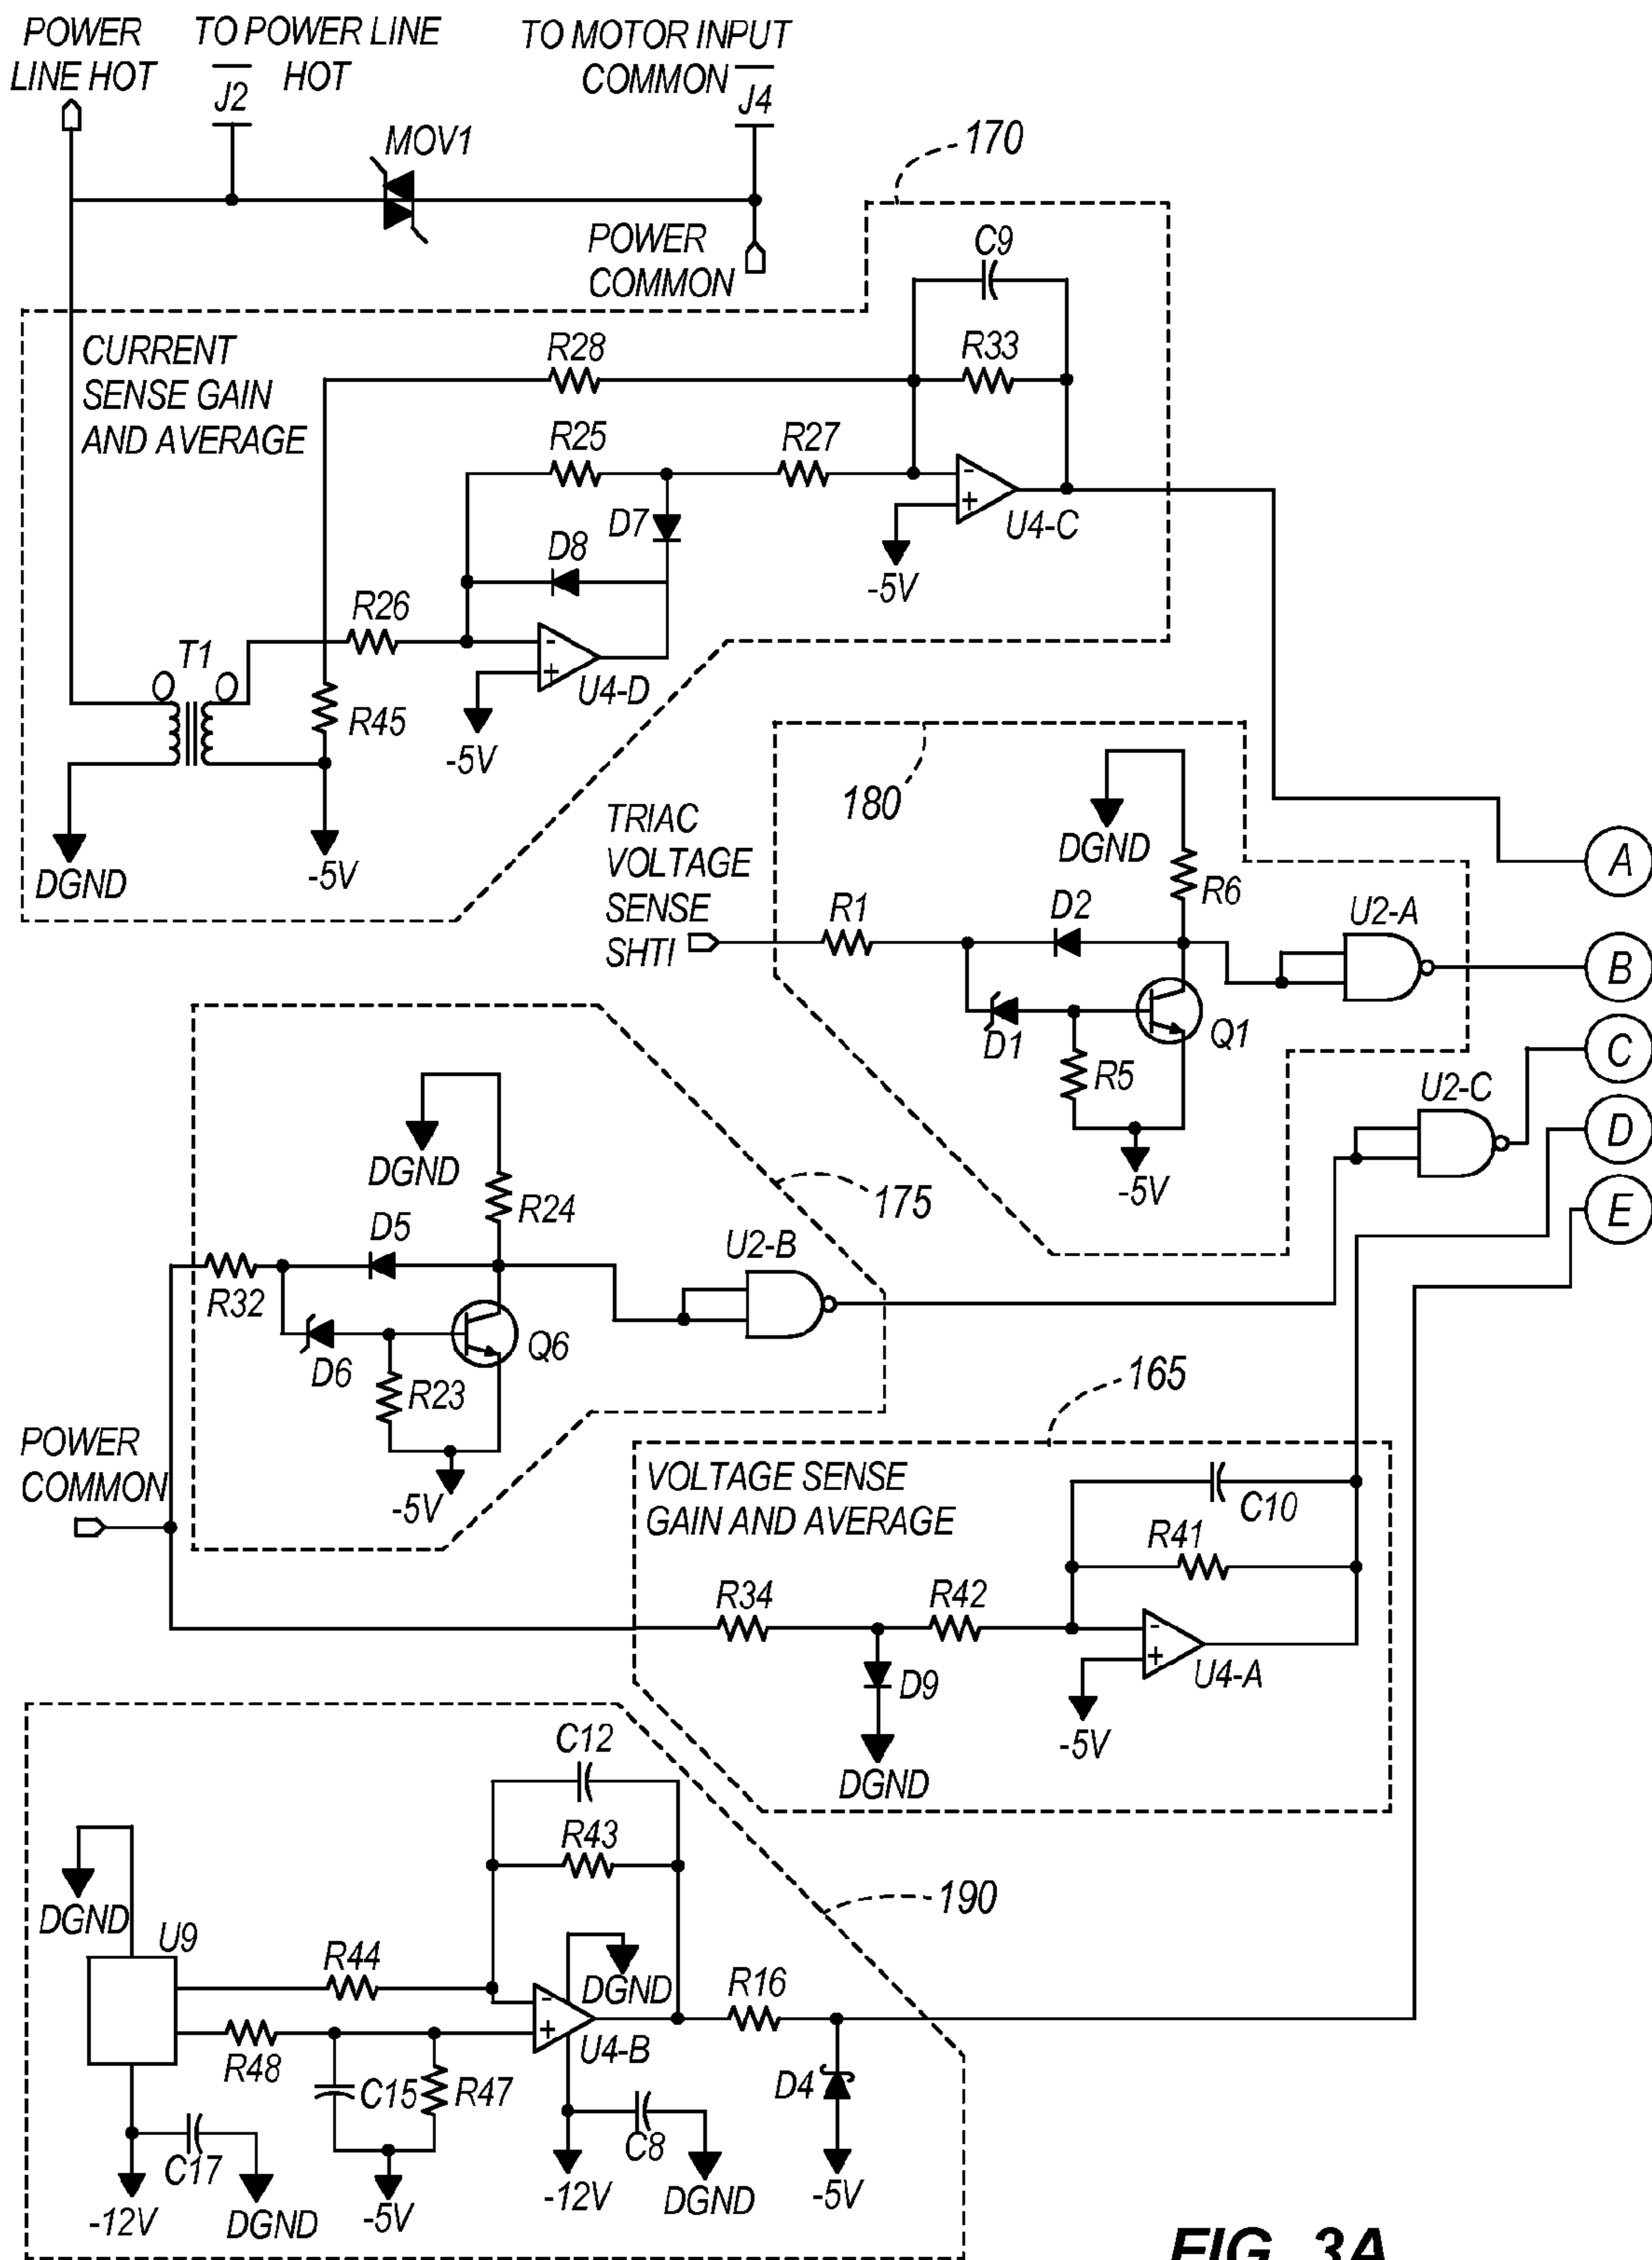 POWER
LINE HOT
TO POWER LINE
HOT
J2
TO MOTOR INPUT
COMMON
J4
MOV1
170
POWER
COMMON
C9
CURRENT
SENSE GAIN
AND AVERAGE
R28
R33
R25
R27
D7
D8
-
+
U4-C
-5V
R26
T1
-
+
U4-D
R45
-5V
DGND
-5V
180
DGND
TRIAC
VOLTAGE
SENSE
SHTI
R1
D2
R6
U2-A
A
B
D1
Q1
R5
-5V
C
U2-C
D
E
DGND
R24
175
D5
U2-B
R32
D6
Q6
R23
-5V
POWER
COMMON
165
VOLTAGE SENSE
GAIN AND AVERAGE
C10
R41
R34
R42
-
+
U4-A
D9
-5V
DGND
C12
R43
190
DGND
U9
R44
DGND
R16
-
+
U4-B
R48
C15
R47
D4
C17
C8
-12V
DGND
-5V
-12V
DGND
-5V
FIG. 3A